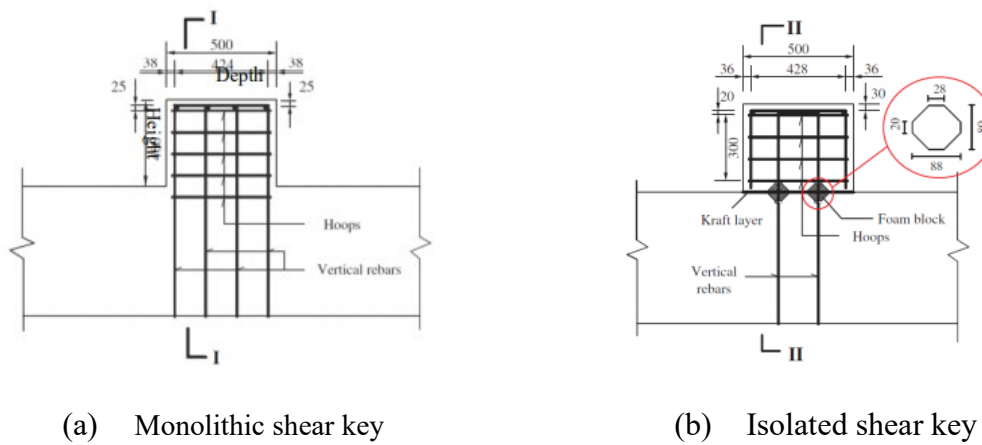 I
500
38 424 38
Depth
25 25
Height
Hoops
Vertical rebars
I
(a) Monolithic shear key
II
500
36 428 36
20 30
28
20
88
300
Kraft layer
Foam block
Hoops
Vertical
rebars
II
(b) Isolated shear key